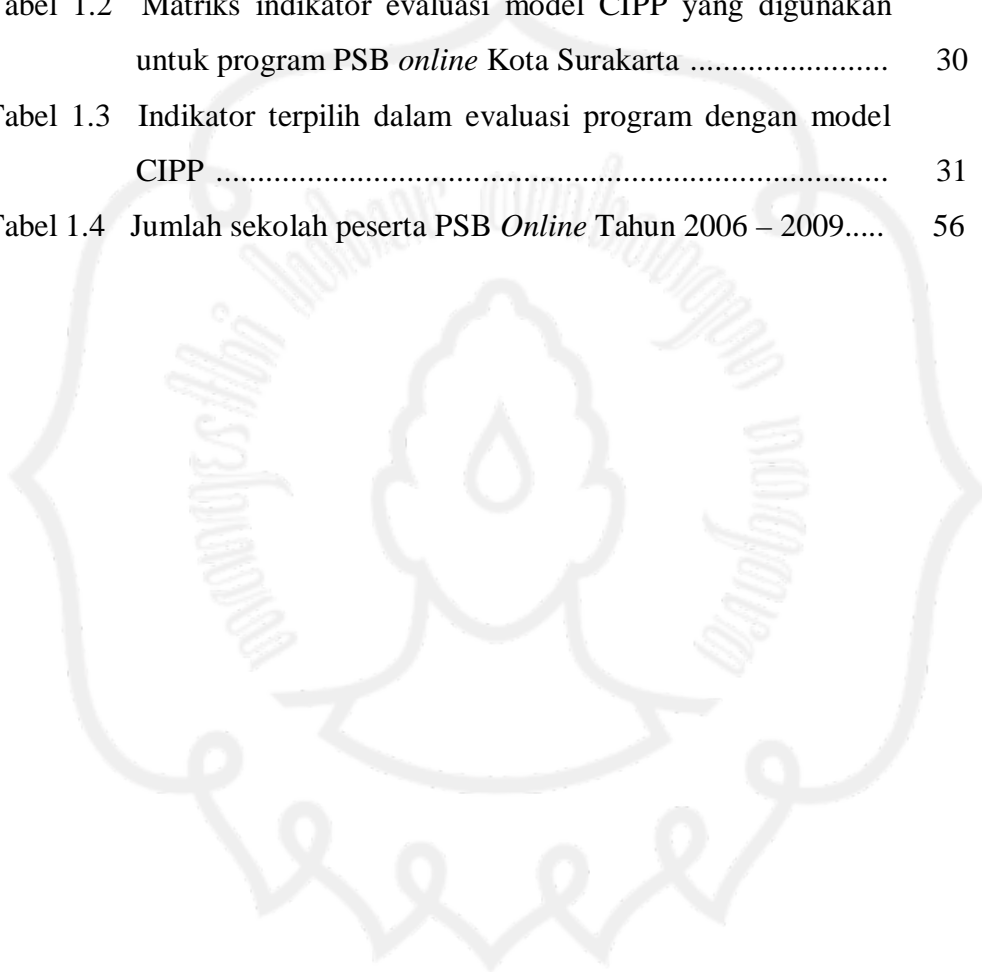 abel 1.2 Matriks indikator evaluasi model CIPP yang digunakan
untuk program PSB online Kota Surakarta ....................... 30
Tabel 1.3 Indikator terpilih dalam evaluasi program dengan model
CIPP .............................................................................. 31
Tabel 1.4 Jumlah sekolah peserta PSB Online Tahun 2006 – 2009..... 56